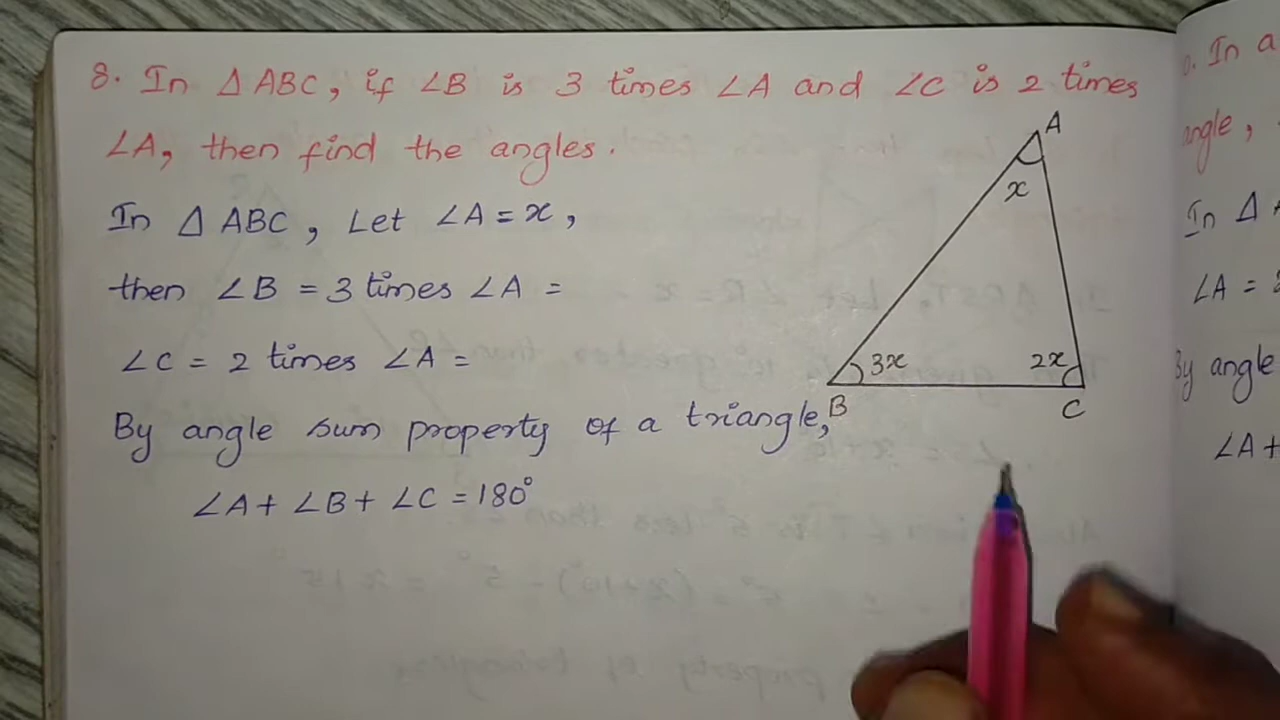 8. In △ ABC, if ∠B is 3 times ∠A and ∠C is 2 times
∠A, then find the angles.
In △ ABC, Let ∠A = x,
then ∠B = 3 times ∠A =
∠C = 2 times ∠A =
By angle sum property of a triangle,
∠A + ∠B + ∠C = 180°
A
x
3x
2x
B
C
In a
angle,
In △
∠A =
By angle
∠A +